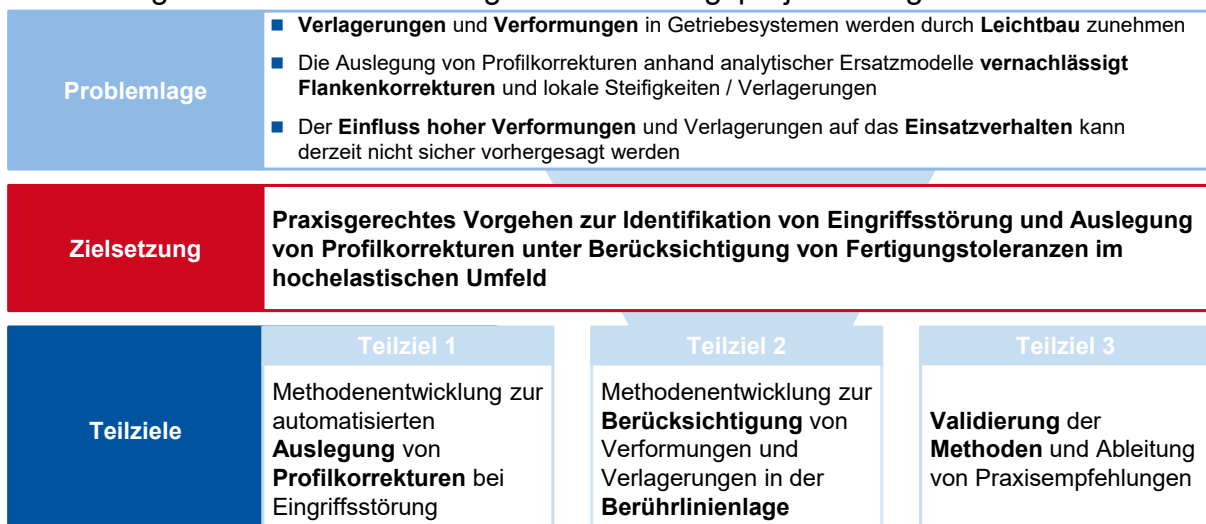 Problemlage
Verlagerungen und Verformungen in Getriebesystemen werden durch Leichtbau zunehmen
Die Auslegung von Profilkorrekturen anhand analytischer Ersatzmodelle vernachlässigt
Flankenkorrekturen und lokale Steifigkeiten / Verlagerungen
Der Einfluss hoher Verformungen und Verlagerungen auf das Einsatzverhalten kann
derzeit nicht sicher vorhergesagt werden
Zielsetzung
Praxisgerechtes Vorgehen zur Identifikation von Eingriffsstörung und Auslegung
von Profilkorrekturen unter Berücksichtigung von Fertigungstoleranzen im
hochelastischen Umfeld
Teilziele
Teilziel 1
Methodenentwicklung zur
automatisierten
Auslegung von
Profilkorrekturen bei
Eingriffsstörung
Teilziel 2
Methodenentwicklung zur
Berücksichtigung von
Verformungen und
Verlagerungen in der
Berührlinienlage
Teilziel 3
Validierung der
Methoden und Ableitung
von Praxisempfehlungen